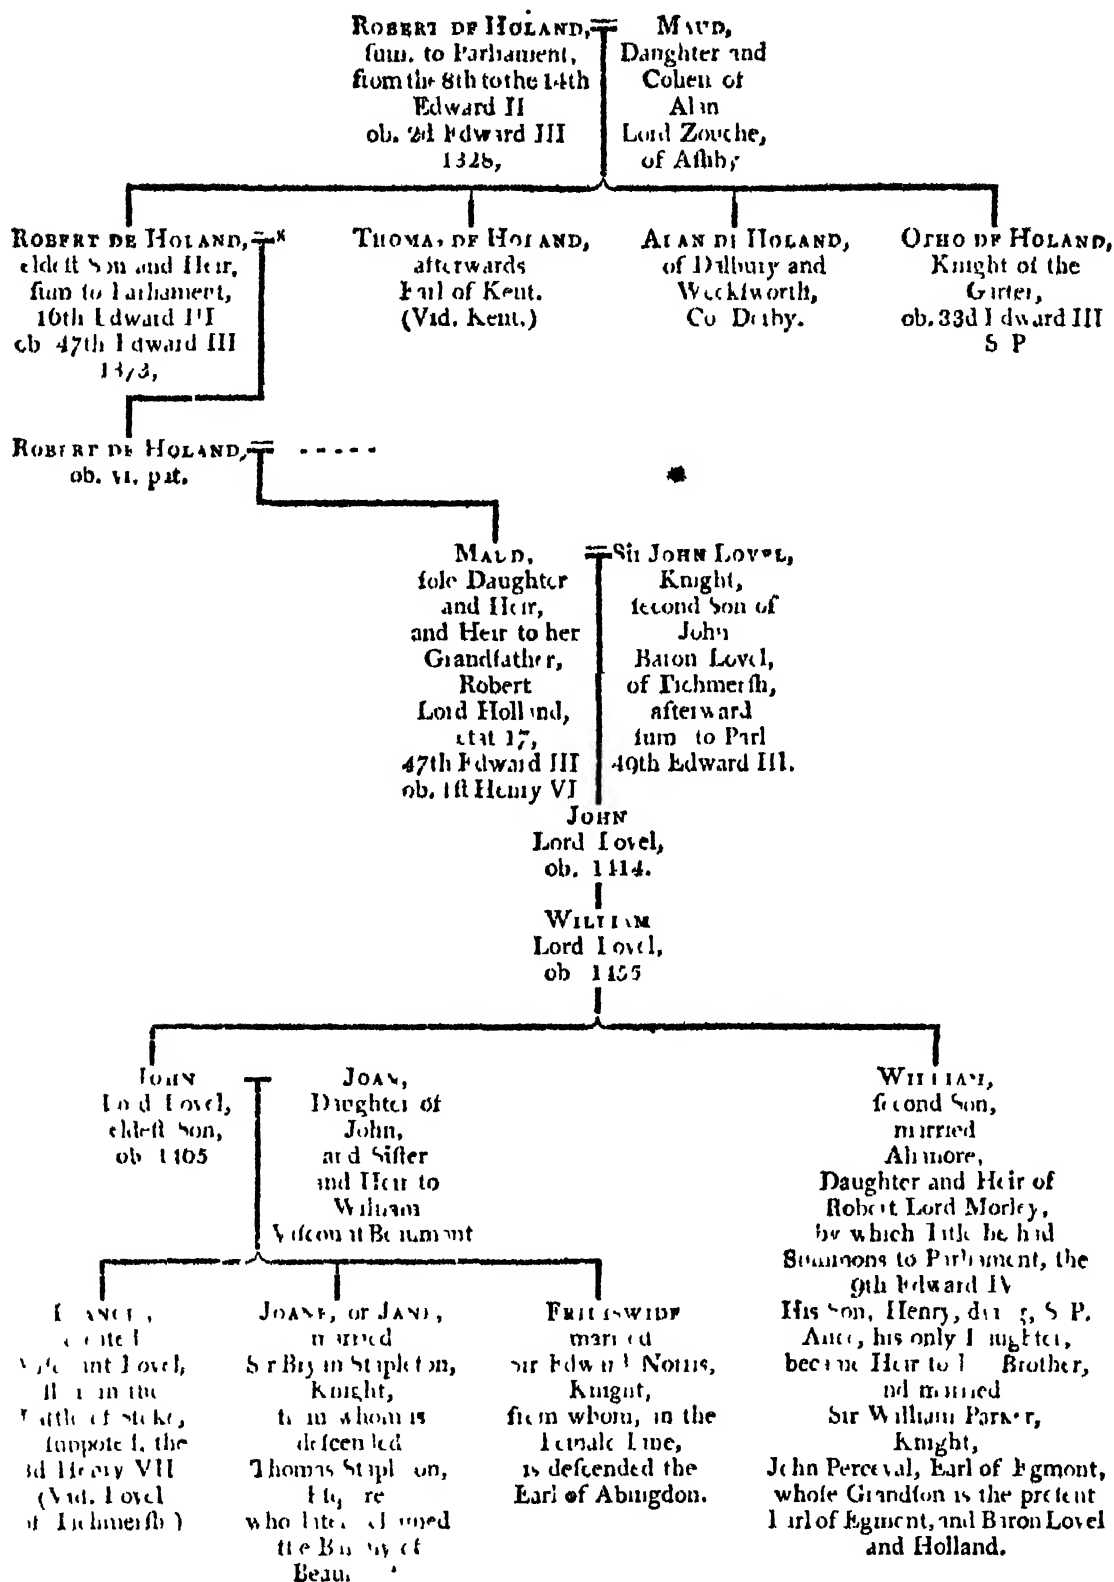 ROBERT DE HOLAND,
sum. to Parliament,
from the 8th to the 14th
Edward II
ob. 2d Edward III
1328,
MAUD,
Daughter and
Coheir of
Alan
Lord Zouche,
of Ashby
ROBERT DE HOLAND,
eldest Son and Heir,
sum to Parliament,
16th Edward III
ob 47th Edward III
1373,
THOMAS DE HOLAND,
afterwards
Earl of Kent.
(Vid. Kent.)
ALAN DE HOLAND,
of Dalbury and
Weeksworth,
Co Derby.
OTHO DE HOLAND,
Knight of the
Garter,
ob. 33d Edward III
S P
ROBERT DE HOLAND,
ob. vi. pat.
MAUD,
sole Daughter
and Heir,
and Heir to her
Grandfather,
Robert
Lord Holland,
ætat 17,
47th Edward III
ob. 1st Henry VI
Sir JOHN LOVEL,
Knight,
second Son of
John
Baron Lovel,
of Tichmersh,
afterward
sum to Parl
49th Edward III.
JOHN
Lord Lovel,
ob. 1414.
WILLIAM
Lord Lovel,
ob 1455
JOHN
Lord Lovel,
eldest Son,
ob 1465
JOAN,
Daughter of
John,
and Sister
and Heir to
William
Viscount Beaumont
WILLIAM,
second Son,
married
Alianore,
Daughter and Heir of
Robert Lord Morley,
by which Title he had
Summons to Parliament, the
9th Edward IV
His Son, Henry, S. P.
Alice, his only Daughter,
became Heir to Brother,
and married
Sir William Parker,
Knight,
John Perceval, Earl of Egmont,
whose Grandson is the present
Earl of Egmont, and Baron Lovel
and Holland.
created
Viscount Lovel,
in the
Battle of Stoke,
supposed, the
3d Henry VII
(Vid. Lovel
of Tichmersh)
JOANE, or JANE,
married
Sir Bryan Stapleton,
Knight,
from whom is
descended
Thomas Stapleton,
who claimed
the Barony of
FRIDESWIDE
married
Sir Edward Norris,
Knight,
from whom, in the
Female Line,
is descended the
Earl of Abingdon.